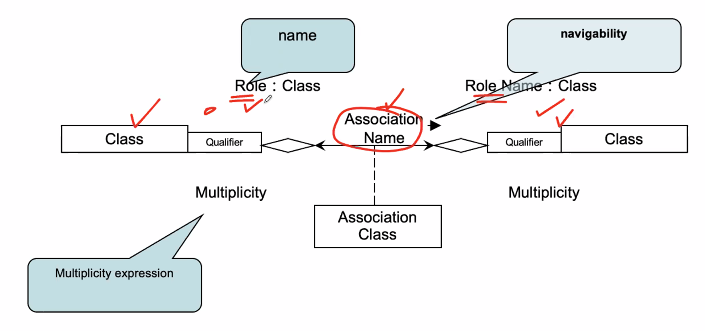 name
navigability
Role : Class
Role Name : Class
Association
Name
Class
Qualifier
Qualifier
Class
Multiplicity
Multiplicity
Association
Class
Multiplicity expression